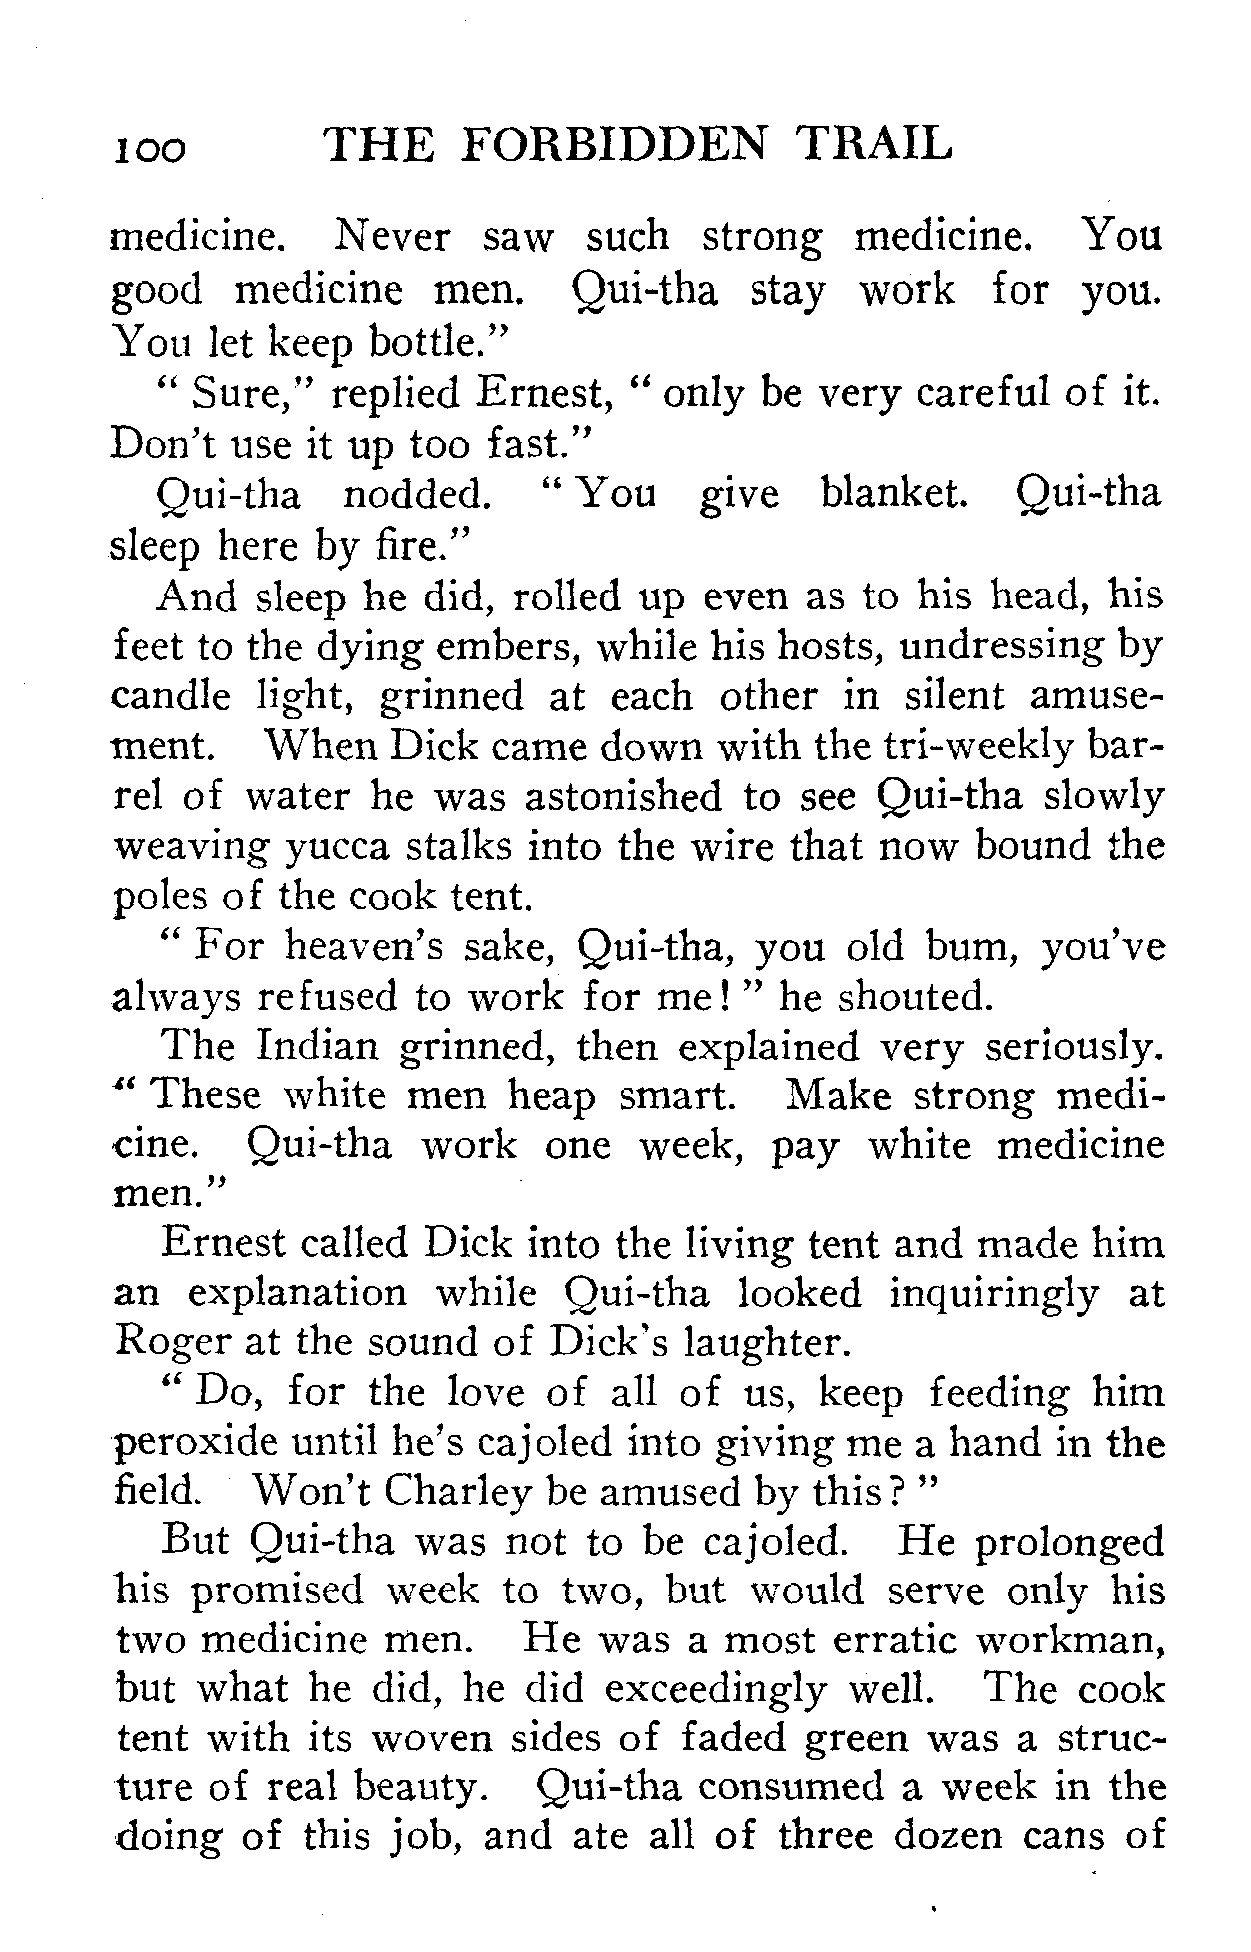 100 THE FORBIDDEN TRAIL
medicine. Never saw such strong medicine. You
good medicine men. Qui-tha stay work for you.
You let keep bottle."
" Sure," replied Ernest, " only be very careful of it.
Don't use it up too fast."
Qui-tha nodded. " You give blanket. Qui-tha
sleep here by fire."
And sleep he did, rolled up even as to his head, his
feet to the dying embers, while his hosts, undressing by
candle light, grinned at each other in silent amuse-
ment. When Dick came down with the tri-weekly bar-
rel of water he was astonished to see Qui-tha slowly
weaving yucca stalks into the wire that now bound the
poles of the cook tent.
" For heaven's sake, Qui-tha, you old bum, you've
always refused to work for me! " he shouted.
The Indian grinned, then explained very seriously.
" These white men heap smart. Make strong medi-
cine. Qui-tha work one week, pay white medicine
men."
Ernest called Dick into the living tent and made him
an explanation while Qui-tha looked inquiringly at
Roger at the sound of Dick's laughter.
" Do, for the love of all of us, keep feeding him
peroxide until he's cajoled into giving me a hand in the
field. Won't Charley be amused by this? "
But Qui-tha was not to be cajoled. He prolonged
his promised week to two, but would serve only his
two medicine men. He was a most erratic workman,
but what he did, he did exceedingly well. The cook
tent with its woven sides of faded green was a struc-
ture of real beauty. Qui-tha consumed a week in the
doing of this job, and ate all of three dozen cans of